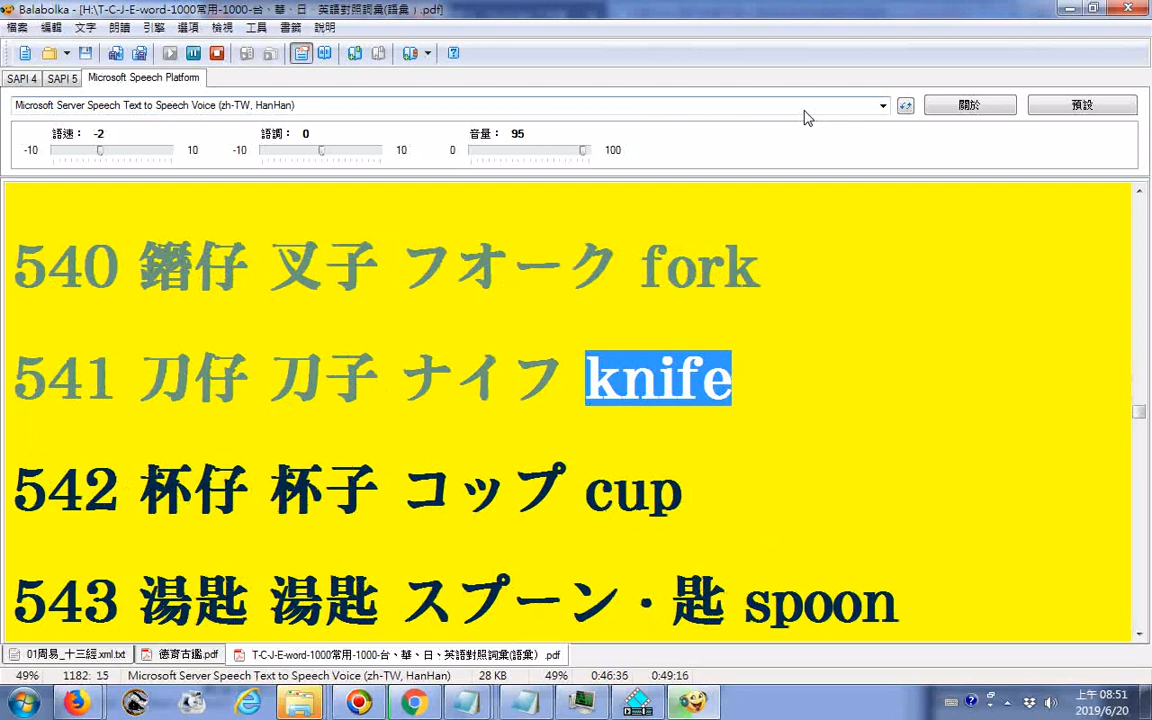 Balabolka - [H:\T-C-J-E-word-1000常用-1000-台、華、日、英語對照詞彙(語彙).pdf]
檔案 編輯 文字 朗讀 引擎 選項 檢視 工具 書籤 說明
SAPI 4 SAPI 5 Microsoft Speech Platform
Microsoft Server Speech Text to Speech Voice (zh-TW, HanHan) 關於 預設
語速： -2 語調： 0 音量： 95
-10 10 -10 10 0 100
540 鑱仔 叉子 フオーク fork
541 刀仔 刀子 ナイフ knife
542 杯仔 杯子 コップ cup
543 湯匙 湯匙 スプーン・匙 spoon
01周易_十三經.xml.txt 德育古鑑.pdf T-C-J-E-word-1000常用-1000-台、華、日、英語對照詞彙(語彙）.pdf
49% 1182: 15 Microsoft Server Speech Text to Speech Voice (zh-TW, HanHan) 28 KB 49% 0:46:35 0:49:16
上午 08:51
2019/6/20